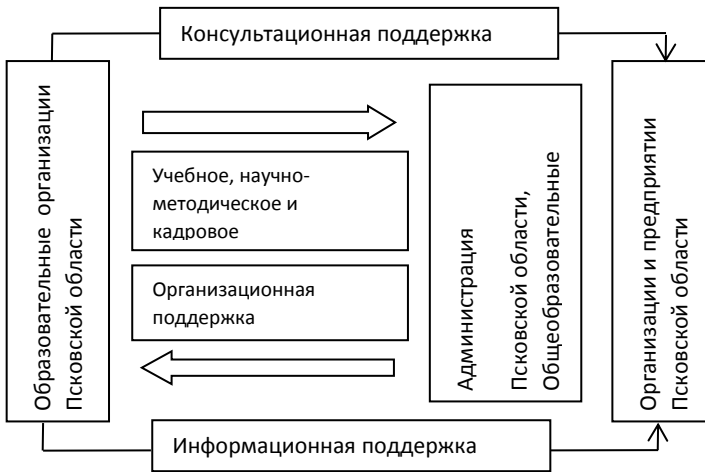 Консультационная поддержка
Образовательные организации
Псковской области
Учебное, научно-
методическое и
кадровое
Организационная
поддержка
Администрация
Псковской области,
Общеобразовательные
Организации и предприятии
Псковской области
Информационная поддержка